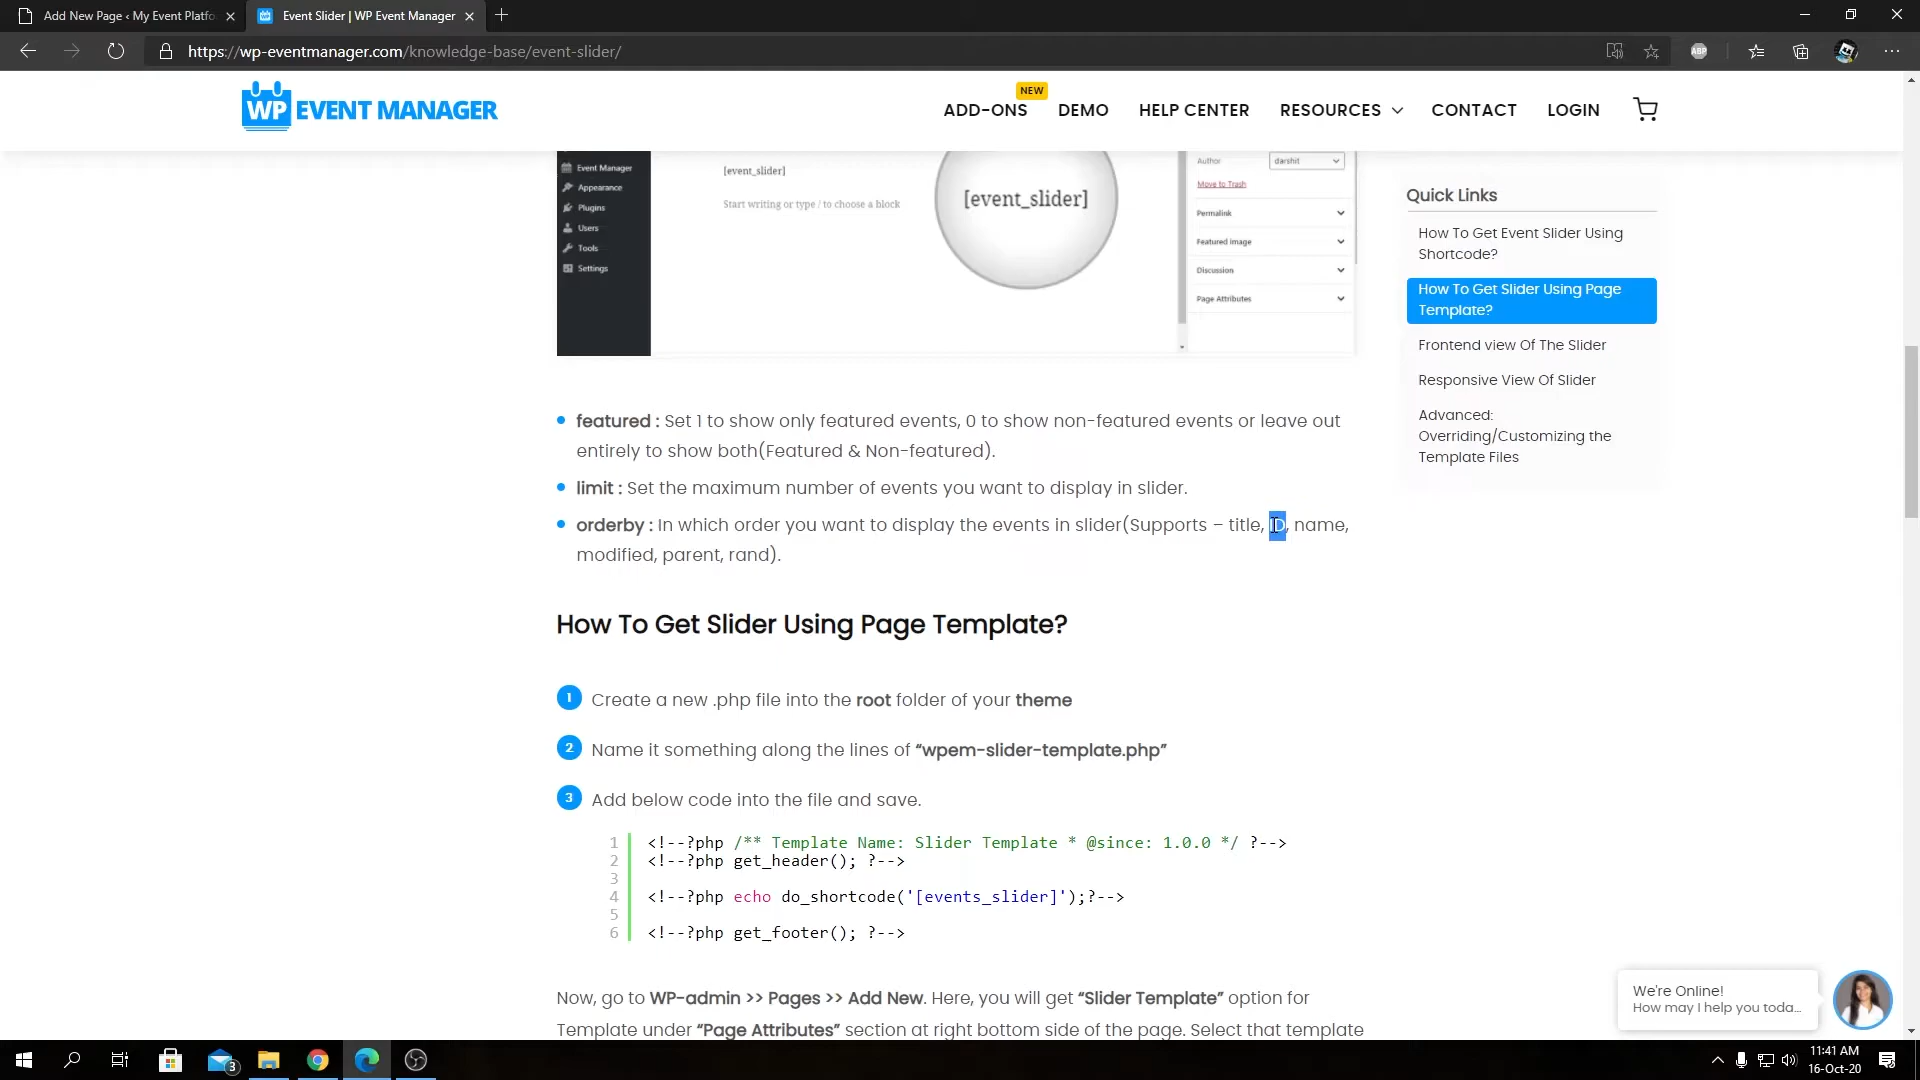 Add New Page ‹ My Event Platfo
Event Slider | WP Event Manager
https://wp-eventmanager.com/knowledge-base/event-slider/
ABP
WP EVENT MANAGER
NEW
ADD-ONS
DEMO
HELP CENTER
RESOURCES
CONTACT
LOGIN
Event Manager
Appearance
Plugins
Users
Tools
Settings
[event_slider]
Start writing or type / to choose a block
[event_slider]
Author
darshit
Move to Trash
Permalink
Featured Image
Discussion
Page Attributes
Quick Links
How To Get Event Slider Using
Shortcode?
How To Get Slider Using Page
Template?
Frontend view Of The Slider
Responsive View Of Slider
Advanced:
Overriding/Customizing the
Template Files
featured : Set 1 to show only featured events, 0 to show non-featured events or leave out
entirely to show both(Featured & Non-featured).
limit : Set the maximum number of events you want to display in slider.
orderby : In which order you want to display the events in slider(Supports – title, ID, name,
modified, parent, rand).
How To Get Slider Using Page Template?
1 Create a new .php file into the root folder of your theme
2 Name it something along the lines of “wpem-slider-template.php”
3 Add below code into the file and save.
1 <!--?php /** Template Name: Slider Template * @since: 1.0.0 */ ?-->
2 <!--?php get_header(); ?-->
3
4 <!--?php echo do_shortcode('[events_slider]');?-->
5
6 <!--?php get_footer(); ?-->
Now, go to WP-admin >> Pages >> Add New. Here, you will get “Slider Template” option for
Template under “Page Attributes” section at right bottom side of the page. Select that template
We're Online!
How may I help you toda...
3
11:41 AM
16-Oct-20